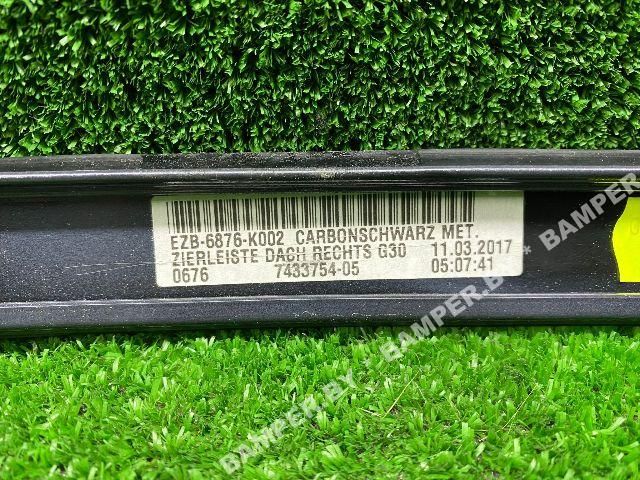 EZB-6876-K002 CARBONSCHWARZ MET.
ZIERLEISTE DACH RECHTS G30 11.03.2017
0676 7433754-05 05:07:41
BAMPER.BY * BAMPER.BY * BAMPER.BY